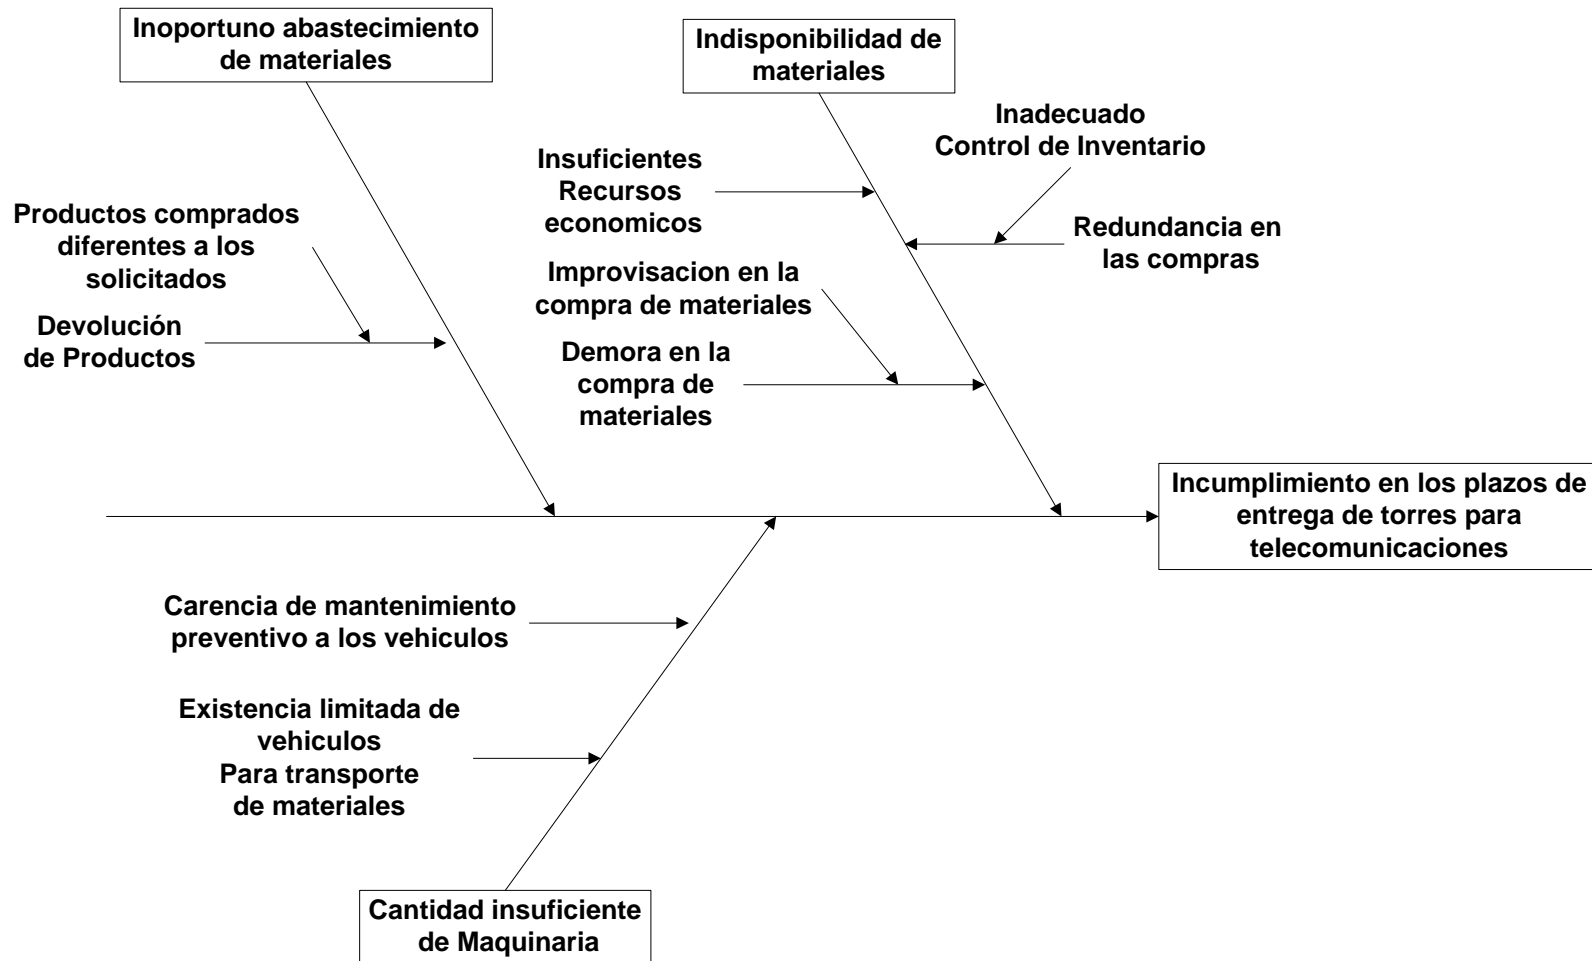 Inoportuno abastecimiento
de materiales
Indisponibilidad de
materiales
Inadecuado
Control de Inventario
Insuficientes
Recursos
economicos
Productos comprados
diferentes a los
solicitados
Redundancia en
las compras
Improvisacion en la
compra de materiales
Devolución
de Productos
Demora en la
compra de
materiales
Incumplimiento en los plazos de
entrega de torres para
telecomunicaciones
Carencia de mantenimiento
preventivo a los vehiculos
Existencia limitada de
vehiculos
Para transporte
de materiales
Cantidad insuficiente
de Maquinaria